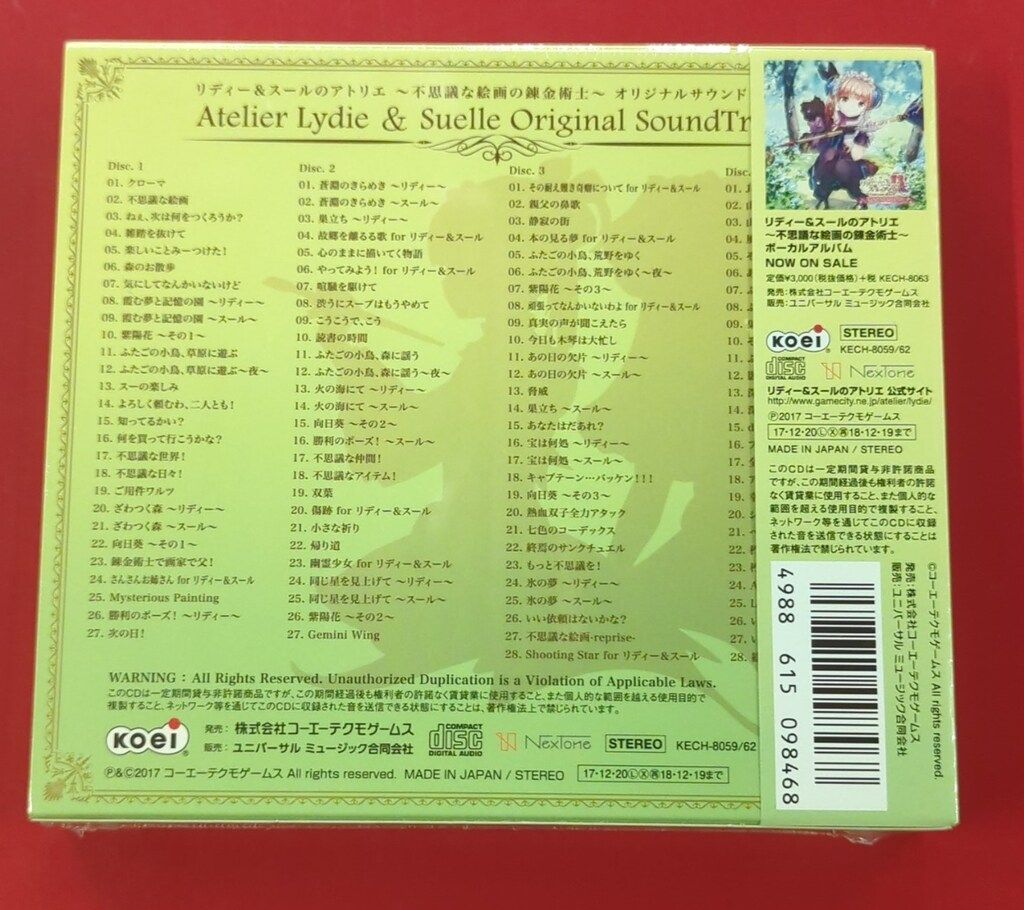 リディー&スールのアトリエ ～不思議な絵画の錬金術士～ オリジナルサウンド
Atelier Lydie & Suelle Original SoundTr
Disc. 1
01. クローマ
02. 不思議な絵画
03. ねぇ、次は何をつくろうか?
04. 雑踏を抜けて
05. 楽しいことみーつけた!
06. 森のお散歩
07. 気にしてなんかいないけど
08. 霞む夢と記憶の園 ～リディー～
09. 霞む夢と記憶の園 ～スール～
10. 紫陽花 ～その1～
11. ふたごの小鳥、草原に遊ぶ
12. ふたごの小鳥、草原に遊ぶ～夜～
13. スーの楽しみ
14. よろしく頼むわ、二人とも!
15. 知ってるかい?
16. 何を買って行こうかな?
17. 不思議な世界!
18. 不思議な日々!
19. ご用件ワルツ
20. ざわつく森 ～リディー～
21. ざわつく森 ～スール～
22. 向日葵 ～その1～
23. 錬金術士で画家で父!
24. さんさんお姉さん for リディー&スール
25. Mysterious Painting
26. 勝利のポーズ! ～リディー～
27. 次の日!
Disc. 2
01. 蒼淵のきらめき ～リディー～
02. 蒼淵のきらめき ～スール～
03. 巣立ち ～リディー～
04. 故郷を離る歌 for リディー&スール
05. 心のままに描いてく物語
06. やってみよう! for リディー&スール
07. 喧騒を駆けて
08. 渋うにスープはもうやめて
09. こうこうで、こう
10. 読書の時間
11. ふたごの小鳥、森に謡う
12. ふたごの小鳥、森に謡う～夜～
13. 火の海にて ～リディー～
14. 火の海にて ～スール～
15. 向日葵 ～その2～
16. 勝利のポーズ! ～スール～
17. 不思議な仲間!
18. 不思議なアイテム!
19. 双葉
20. 傷跡 for リディー&スール
21. 小さな祈り
22. 帰り道
23. 幽霊少女 for リディー&スール
24. 同じ星を見上げて ～リディー～
25. 同じ星を見上げて ～スール～
26. 紫陽花 ～その2～
27. Gemini Wing
Disc. 3
01. その耐え難き奇癖について for リディー&スール
02. 親父の鼻歌
03. 静寂の街
04. 本の見る夢 for リディー&スール
05. ふたごの小鳥、荒野をゆく
06. ふたごの小鳥、荒野をゆく～夜～
07. 紫陽花 ～その3～
08. 頑張ってなんかいないわよ for リディー&スール
09. 真実の声が聞こえたら
10. 今日も木琴は大忙し
11. あの日の欠片 ～リディー～
12. あの日の欠片 ～スール～
13. 脅威
14. 巣立ち ～スール～
15. あなたはだあれ?
16. 宝は何処 ～リディー～
17. 宝は何処 ～スール～
18. キャプテーン・バッケン!!!
19. 向日葵 ～その3～
20. 熱血双子全力アタック
21. 七色のコーデックス
22. 終焉のサンクチュエル
23. もっと不思議を!
24. 氷の夢 ～リディー～
25. 氷の夢 ～スール～
26. いい依頼はないかな?
27. 不思議な絵画-reprise-
28. Shooting Star for リディー&スール
Disc.
WARNING : All Rights Reserved. Unauthorized Duplication is a Violation of Applicable Laws.
このCDは一定期間貸与非許諾商品ですが、この期間経過後も権利者の許諾なく賃貸業に使用すること、また個人的な範囲を超える使用目的で
複製すること、ネットワーク等を通じてこのCDに収録された音を送信できる状態にすることは、著作権法上で禁じられています。
koei 発売: 株式会社コーエーテクモゲームス
販売: ユニバーサル ミュージック合同会社
COMPACT disc DIGITAL AUDIO NexTone STEREO KECH-8059/62
Ⓟ&©2017 コーエーテクモゲームス All rights reserved. MADE IN JAPAN / STEREO 17・12・20Ⓛ Ⓧ ㊐18・12・19まで
リディー&スールのアトリエ
～不思議な絵画の錬金術士～
ボーカルアルバム
NOW ON SALE
定価¥3,000(税抜価格)+税 KECH-8063
発売:株式会社コーエーテクモゲームス
販売:ユニバーサル ミュージック合同会社
koei STEREO
KECH-8059/62
COMPACT disc DIGITAL AUDIO NexTone
リディー&スールのアトリエ 公式サイト
http://www.gamecity.ne.jp/atelier/lydie/
Ⓟ2017 コーエーテクモゲームス
17・12・20Ⓛ Ⓧ 18・12・19まで
MADE IN JAPAN / STEREO
このCDは一定期間貸与非許諾商品
ですが、この期間経過後も権利者の許諾
なく賃貸業に使用すること、また個人的な
範囲を超える使用目的で複製すること、
ネットワーク等を通じてこのCDに収録
された音を送信できる状態にすることは
著作権法で禁じられています。
©コーエーテクモゲームス All rights reserved.
発売:株式会社コーエーテクモゲームス
販売:ユニバーサル ミュージック合同会社
4988 615 098468